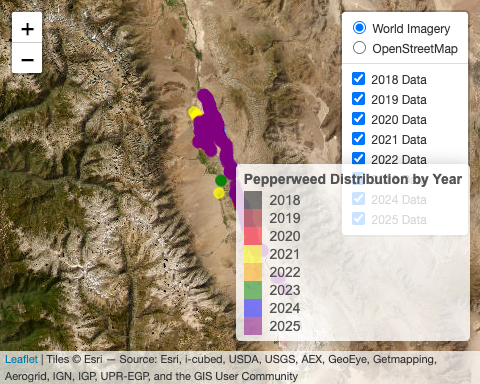 +
−
World Imagery
OpenStreetMap
2018 Data
2019 Data
2020 Data
2021 Data
2022 Data
2024 Data
2025 Data
Pepperweed Distribution by Year
2018
2019
2020
2021
2022
2023
2024
2025
Leaflet | Tiles © Esri — Source: Esri, i-cubed, USDA, USGS, AEX, GeoEye, Getmapping,
Aerogrid, IGN, IGP, UPR-EGP, and the GIS User Community